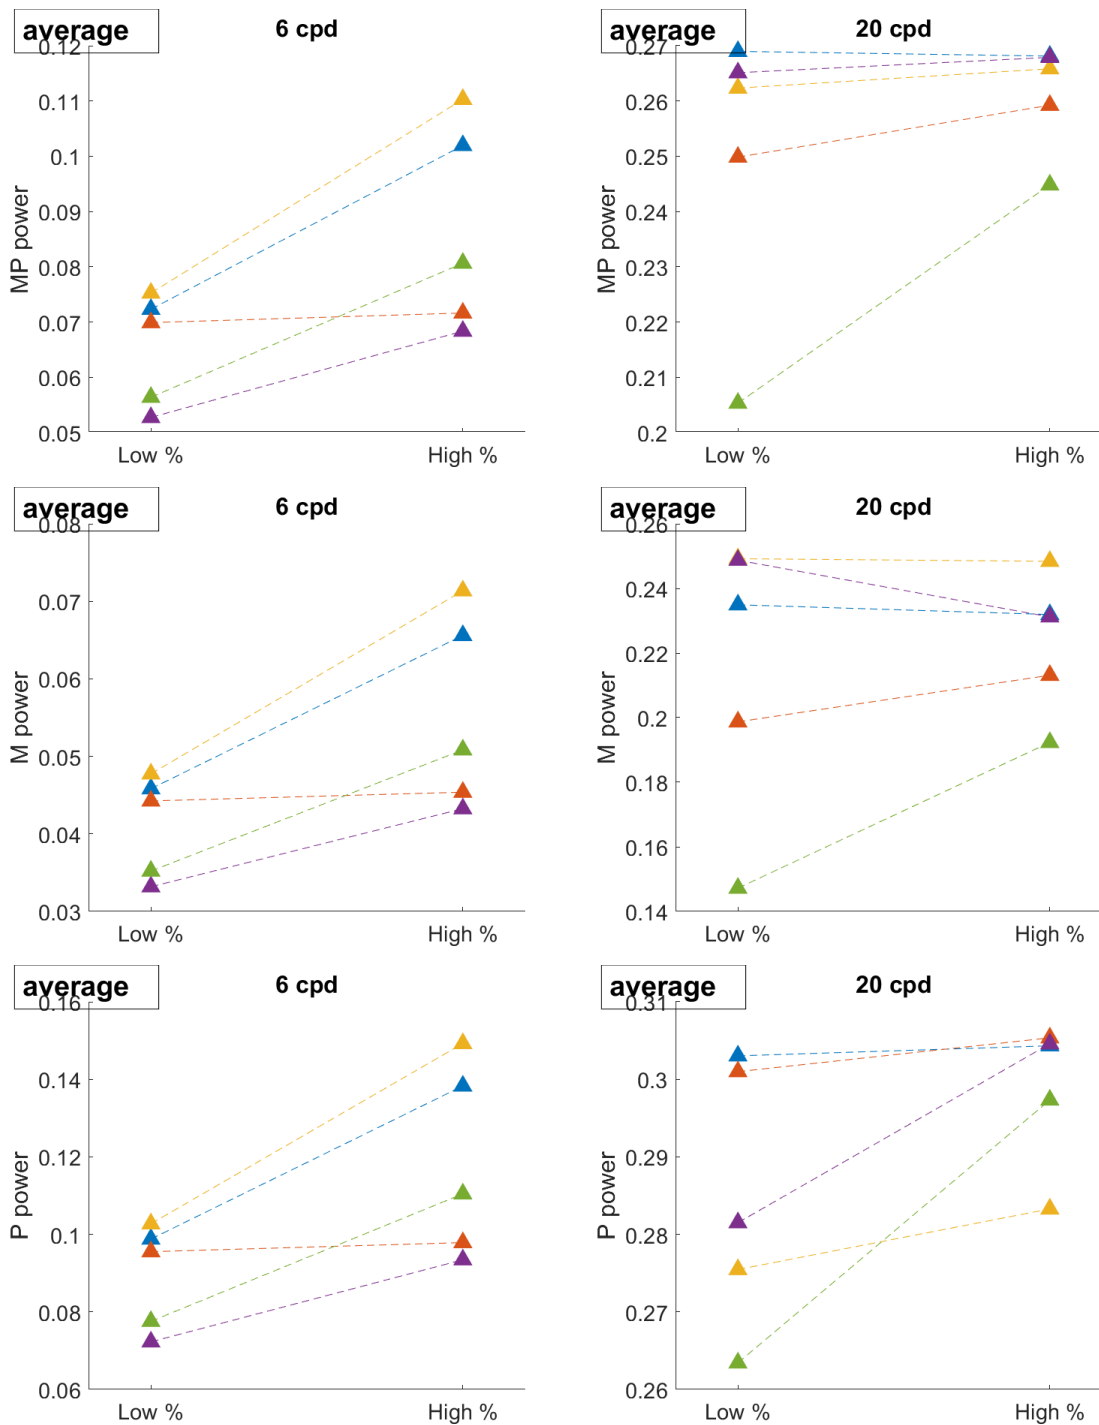 average
6 cpd
0.12
0.11
0.1
0.09
0.08
0.07
0.06
0.05
MP power
Low %
High %
average
20 cpd
0.27
0.26
0.25
0.24
0.23
0.22
0.21
0.2
MP power
Low %
High %
average
6 cpd
0.08
0.07
0.06
0.05
0.04
0.03
M power
Low %
High %
average
20 cpd
0.26
0.24
0.22
0.2
0.18
0.16
0.14
M power
Low %
High %
average
6 cpd
0.16
0.14
0.12
0.1
0.08
0.06
P power
Low %
High %
average
20 cpd
0.31
0.3
0.29
0.28
0.27
0.26
P power
Low %
High %